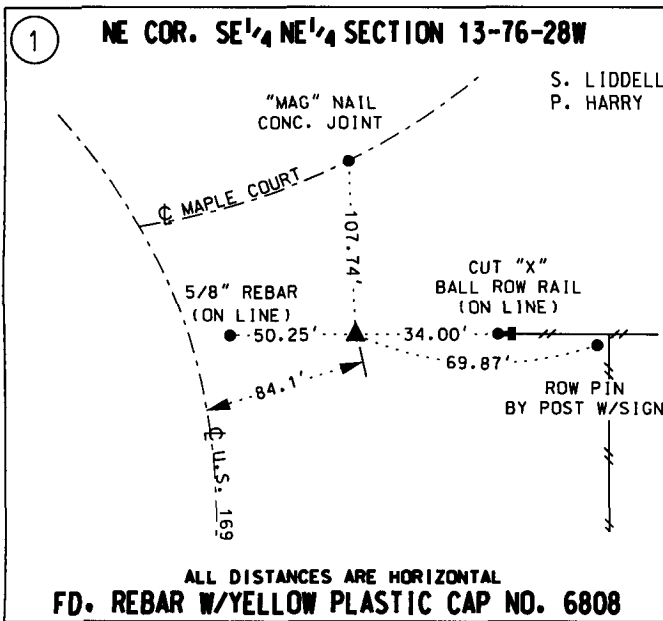 1
NE COR. SE1/4 NE1/4 SECTION 13-76-28W
S. LIDDELL
P. HARRY
"MAG" NAIL
CONC. JOINT
℄ MAPLE COURT
107.74'
5/8" REBAR
(ON LINE)
CUT "X"
BALL ROW RAIL
(ON LINE)
50.25'
34.00'
69.87'
84.1'
ROW PIN
BY POST W/SIGN
℄ U.S. 169
ALL DISTANCES ARE HORIZONTAL
FD. REBAR W/YELLOW PLASTIC CAP NO. 6808